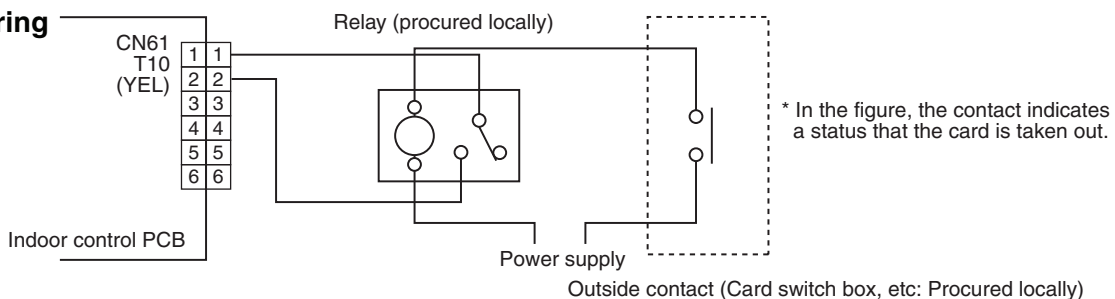 Relay (procured locally)
CN61
T10
(YEL)
1 1
2 2
3 3
4 4
5 5
6 6
* In the figure, the contact indicates
a status that the card is taken out.
Indoor control PCB
Power supply
Outside contact (Card switch box, etc: Procured locally)